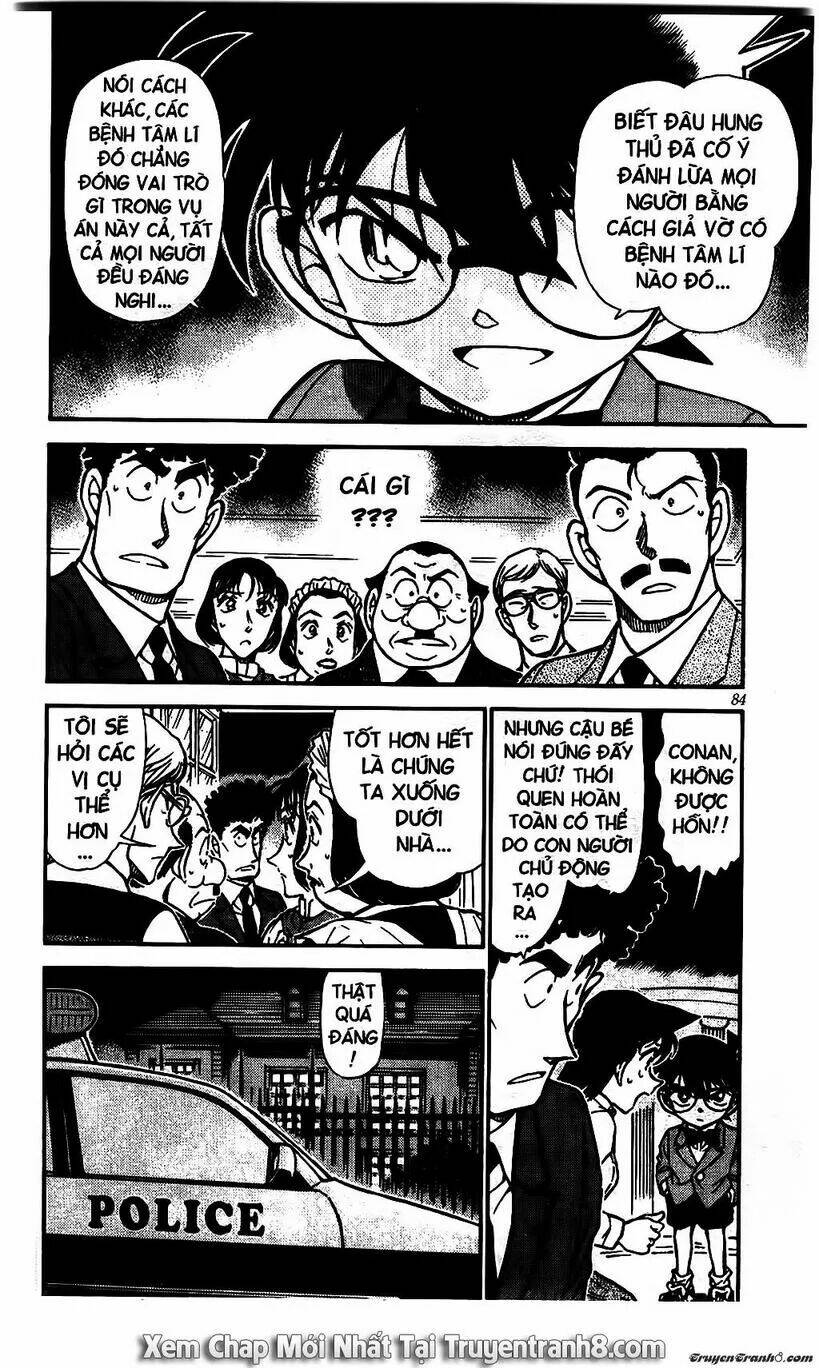 BIẾT ĐÂU HUNG
THỦ ĐÃ CỐ Ý
ĐÁNH LỪA MỌI
NGƯỜI BẰNG
CÁCH GIẢ VỜ CÓ
BỆNH TÂM LÍ
NÀO ĐÓ...
NÓI CÁCH
KHÁC, CÁC
BỆNH TÂM LÍ
ĐÓ CHẲNG
ĐÓNG VAI TRÒ
GÌ TRONG VỤ
ÁN NÀY CẢ, TẤT
CẢ MỌI NGƯỜI
ĐỀU ĐÁNG
NGHI...
CÁI GÌ
???
84
CONAN,
KHÔNG
ĐƯỢC
HỖN!!
NHƯNG CẬU BÉ
NÓI ĐÚNG ĐẤY
CHỨ! THÓI
QUEN HOÀN
TOÀN CÓ THỂ
DO CON NGƯỜI
CHỦ ĐỘNG
TẠO
RA
...
TỐT HƠN HẾT
LÀ CHÚNG
TA XUỐNG
DƯỚI
NHÀ...
TÔI SẼ
HỎI CÁC
VỊ CỤ
THỂ
HƠN
...
THẬT
QUÁ
ĐÁNG
!
POLICE
Xem Chap Mới Nhất Tại Truyentranh8.com
TruyenTranh8.com